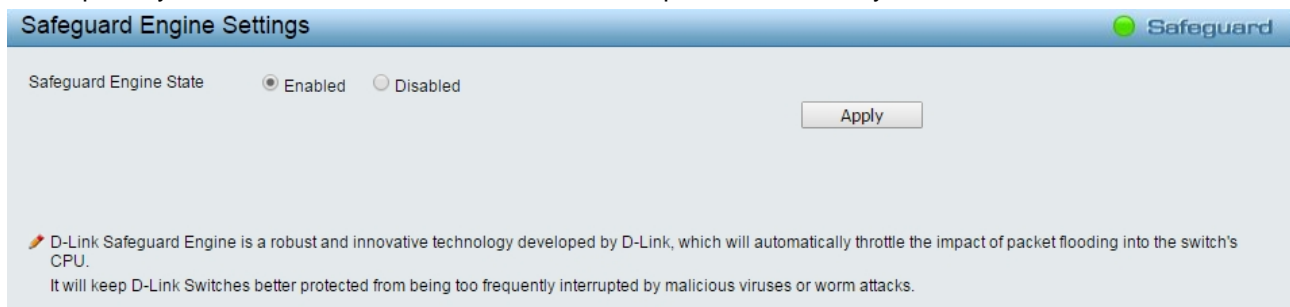 Safeguard Engine Settings
Safeguard
Safeguard Engine State Enabled Disabled
Apply
D-Link Safeguard Engine is a robust and innovative technology developed by D-Link, which will automatically throttle the impact of packet flooding into the switch's
CPU.
It will keep D-Link Switches better protected from being too frequently interrupted by malicious viruses or worm attacks.